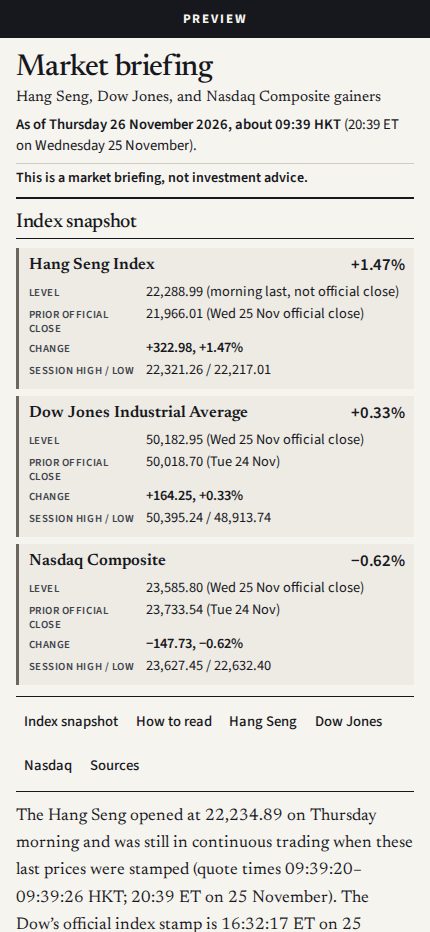 PREVIEW
Market briefing
Hang Seng, Dow Jones, and Nasdaq Composite gainers
As of Thursday 26 November 2026, about 09:39 HKT (20:39 ET
on Wednesday 25 November).
This is a market briefing, not investment advice.
Index snapshot
Hang Seng Index +1.47%
LEVEL 22,288.99 (morning last, not official close)
PRIOR OFFICIAL CLOSE 21,966.01 (Wed 25 Nov official close)
CHANGE +322.98, +1.47%
SESSION HIGH / LOW 22,321.26 / 22,217.01
Dow Jones Industrial Average +0.33%
LEVEL 50,182.95 (Wed 25 Nov official close)
PRIOR OFFICIAL CLOSE 50,018.70 (Tue 24 Nov)
CHANGE +164.25, +0.33%
SESSION HIGH / LOW 50,395.24 / 48,913.74
Nasdaq Composite −0.62%
LEVEL 23,585.80 (Wed 25 Nov official close)
PRIOR OFFICIAL CLOSE 23,733.54 (Tue 24 Nov)
CHANGE −147.73, −0.62%
SESSION HIGH / LOW 23,627.45 / 22,632.40
Index snapshot How to read Hang Seng Dow Jones
Nasdaq Sources
The Hang Seng opened at 22,234.89 on Thursday
morning and was still in continuous trading when these
last prices were stamped (quote times 09:39:20–
09:39:26 HKT; 20:39 ET on 25 November). The
Dow’s official index stamp is 16:32:17 ET on 25